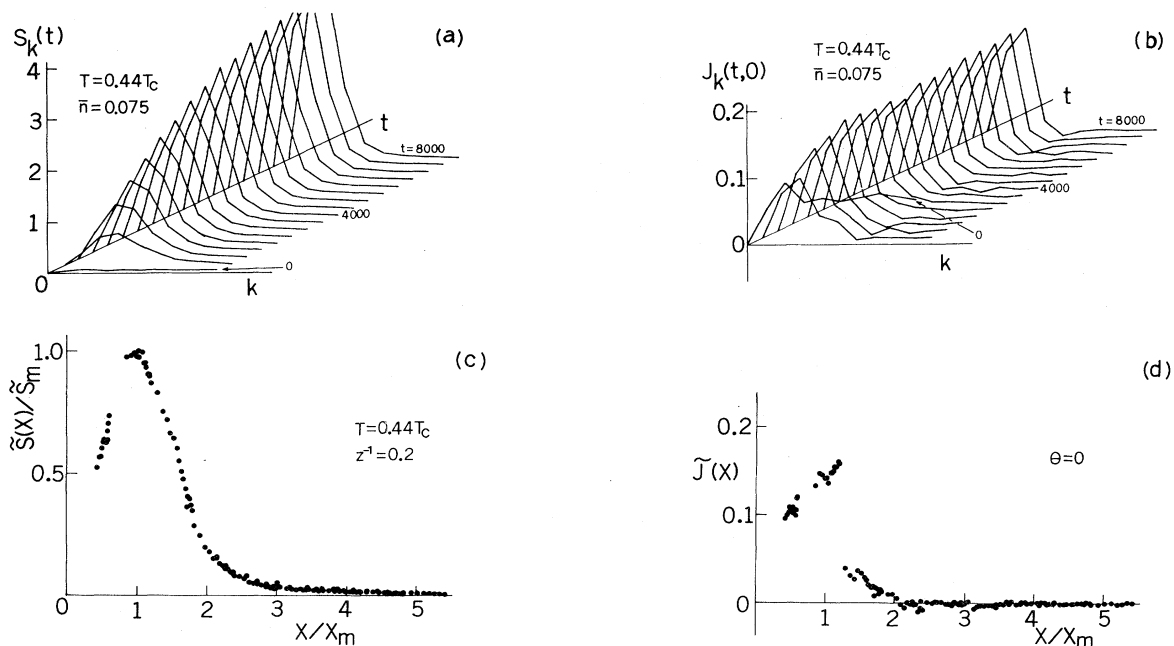 S_k(t)
(a)
4
3
2
1
0
T=0.44T_C
n̄=0.075
t
t=8000
4000
0
k
J_k(t,0)
(b)
0.2
0.1
0
T=0.44T_C
n̄=0.075
t
t=8000
4000
0
k
S̃(X)/S̃_m
(c)
1.0
0.5
T=0.44T_C
z⁻¹=0.2
0 1 2 3 4 5
X/X_m
J̃(X)
(d)
0.2
0.1
0
θ=0
1 2 3 4 5
X/X_m